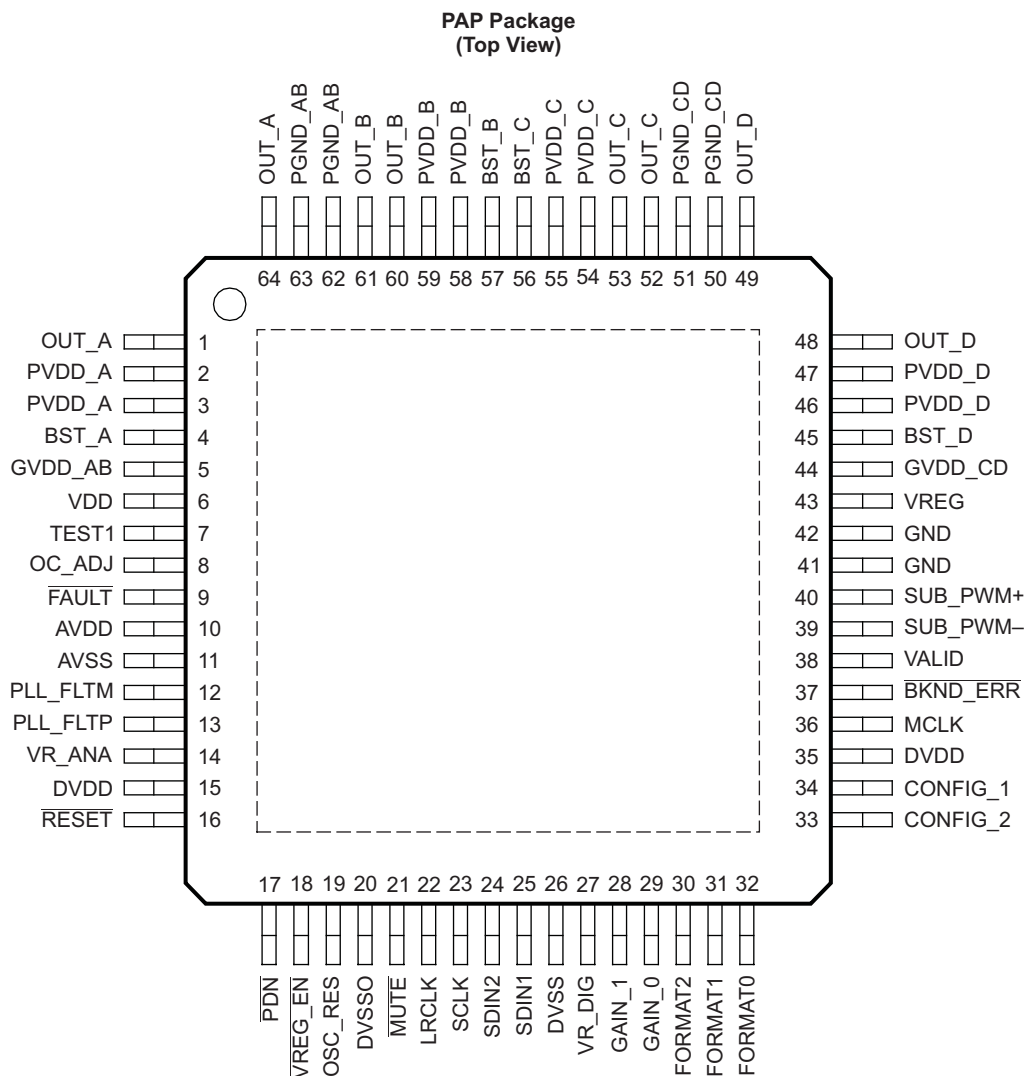 PAP Package
(Top View)
OUT_A
PGND_AB
PGND_AB
OUT_B
OUT_B
PVDD_B
PVDD_B
BST_B
BST_C
PVDD_C
PVDD_C
OUT_C
OUT_C
PGND_CD
PGND_CD
OUT_D
64 63 62 61 60 59 58 57 56 55 54 53 52 51 50 49
OUT_A 1
PVDD_A 2
PVDD_A 3
BST_A 4
GVDD_AB 5
VDD 6
TEST1 7
OC_ADJ 8
FAULT 9
AVDD 10
AVSS 11
PLL_FLTM 12
PLL_FLTP 13
VR_ANA 14
DVDD 15
RESET 16
48 OUT_D
47 PVDD_D
46 PVDD_D
45 BST_D
44 GVDD_CD
43 VREG
42 GND
41 GND
40 SUB_PWM+
39 SUB_PWM–
38 VALID
37 BKND_ERR
36 MCLK
35 DVDD
34 CONFIG_1
33 CONFIG_2
17 18 19 20 21 22 23 24 25 26 27 28 29 30 31 32
PDN
VREG_EN
OSC_RES
DVSSO
MUTE
LRCLK
SCLK
SDIN2
SDIN1
DVSS
VR_DIG
GAIN_1
GAIN_0
FORMAT2
FORMAT1
FORMAT0